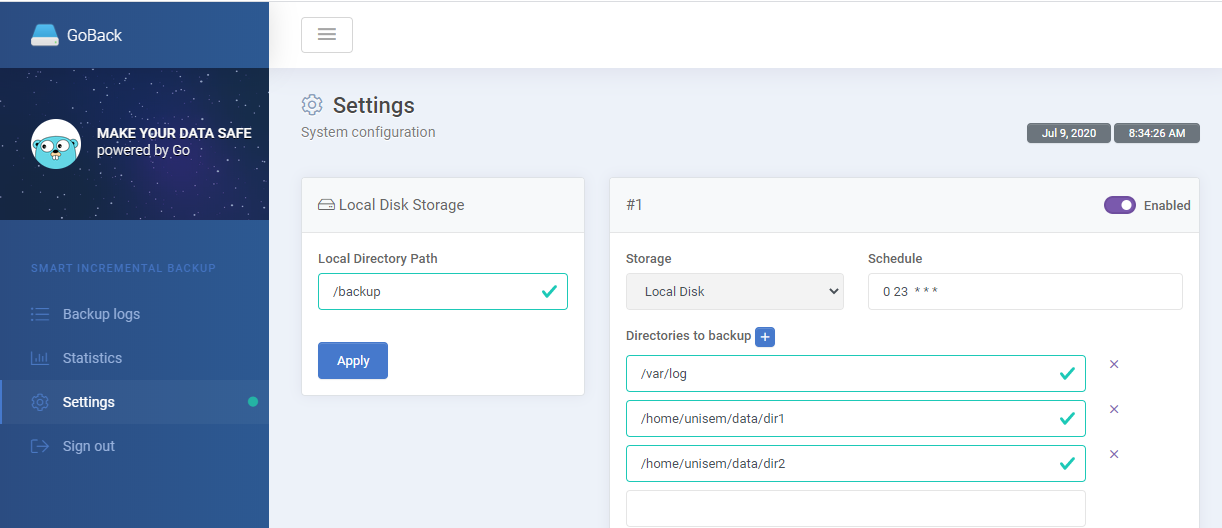 GoBack
MAKE YOUR DATA SAFE
powered by Go
SMART INCREMENTAL BACKUP
Backup logs
Statistics
Settings
Sign out
Settings
System configuration
Jul 9, 2020
8:34:26 AM
Local Disk Storage
Local Directory Path
/backup
Apply
#1
Enabled
Storage
Schedule
Local Disk
0 23 * * *
Directories to backup
/var/log
/home/unisem/data/dir1
/home/unisem/data/dir2